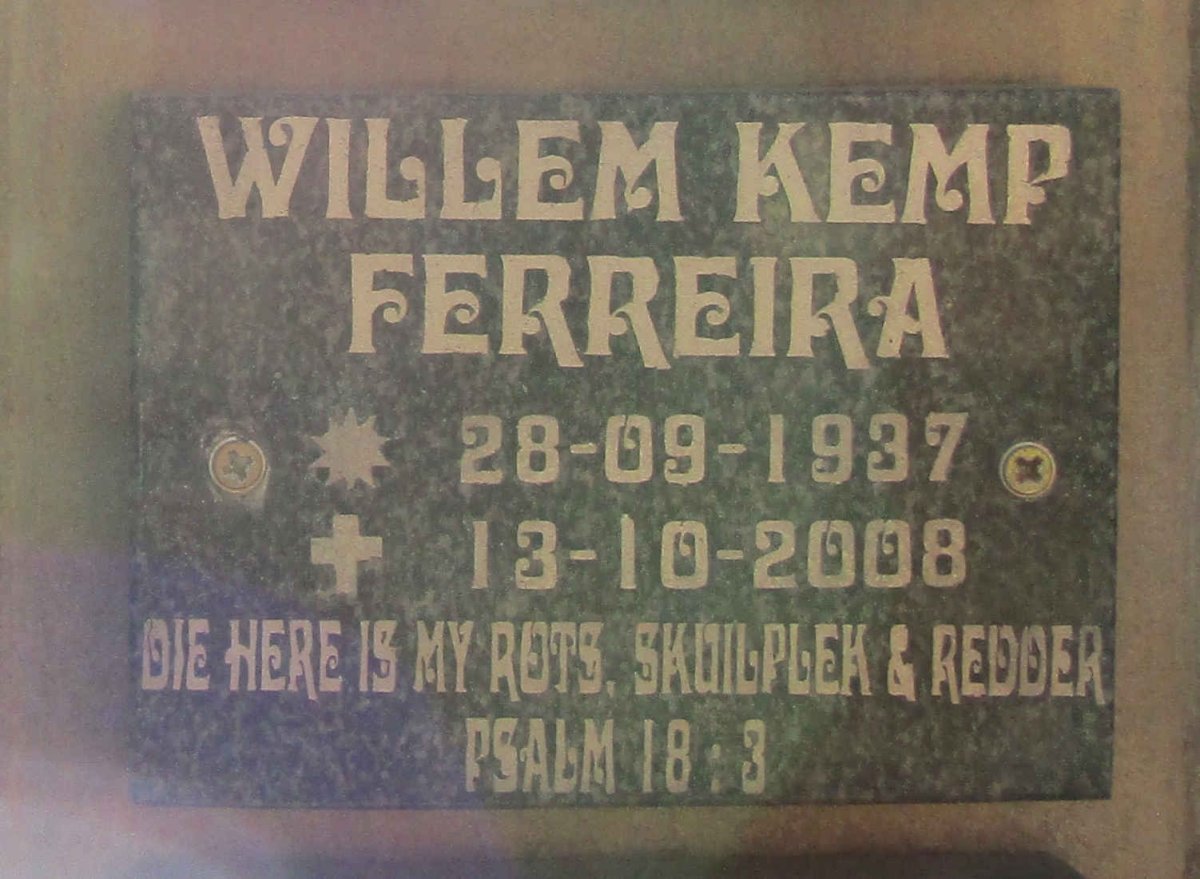 WILLEM KEMP
FERREIRA
28-09-1937
13-10-2008
DIE HERE IS MY ROTS, SKUILPLEK & REDDER
PSALM 18 : 3